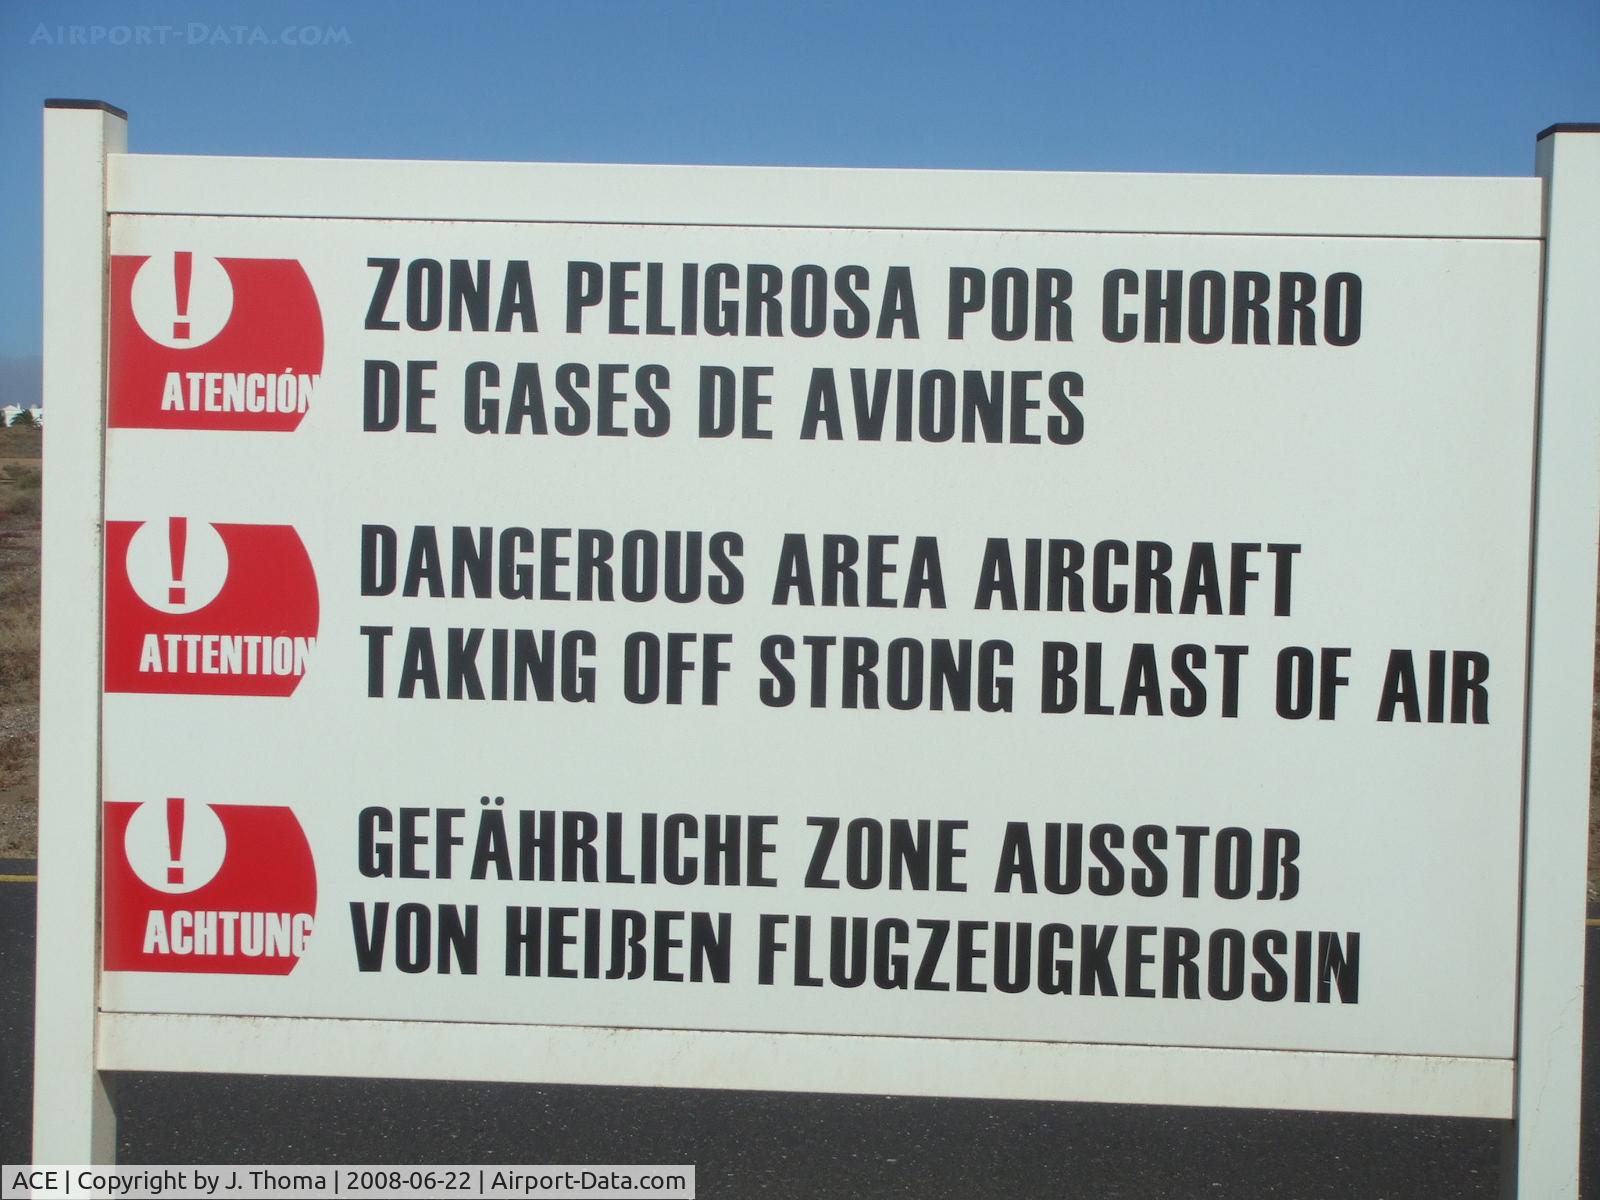 AIRPORT-DATA.COM
ZONA PELIGROSA POR CHORRO
DE GASES DE AVIONES
ATENCIÓN
DANGEROUS AREA AIRCRAFT
TAKING OFF STRONG BLAST OF AIR
ATTENTION
GEFÄHRLICHE ZONE AUSSTOß
VON HEIßEN FLUGZEUGKEROSIN
ACHTUNG
ACE | Copyright by J. Thoma | 2008-06-22 | Airport-Data.com